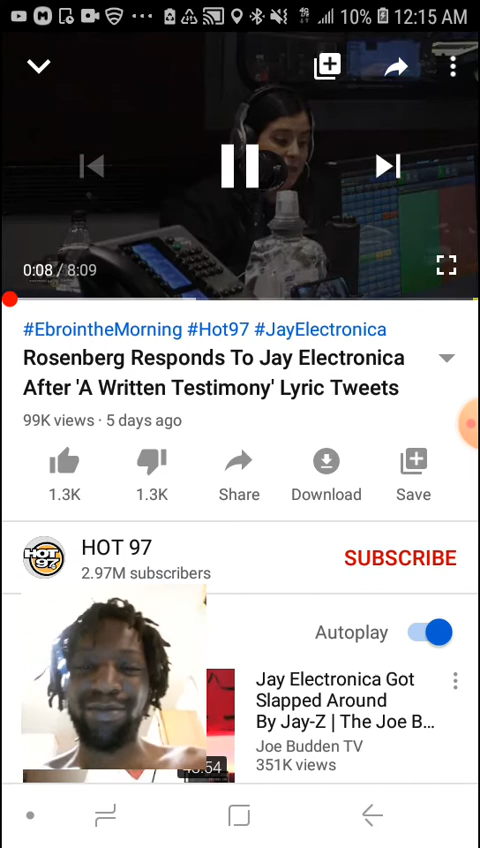 10% 12:15 AM
0:08 / 8:09
#EbrointheMorning #Hot97 #JayElectronica
Rosenberg Responds To Jay Electronica
After 'A Written Testimony' Lyric Tweets
99K views · 5 days ago
1.3K 1.3K Share Download Save
HOT 97
HOT 97
2.97M subscribers
SUBSCRIBE
Autoplay
Jay Electronica Got
Slapped Around
By Jay-Z | The Joe B...
Joe Budden TV
351K views